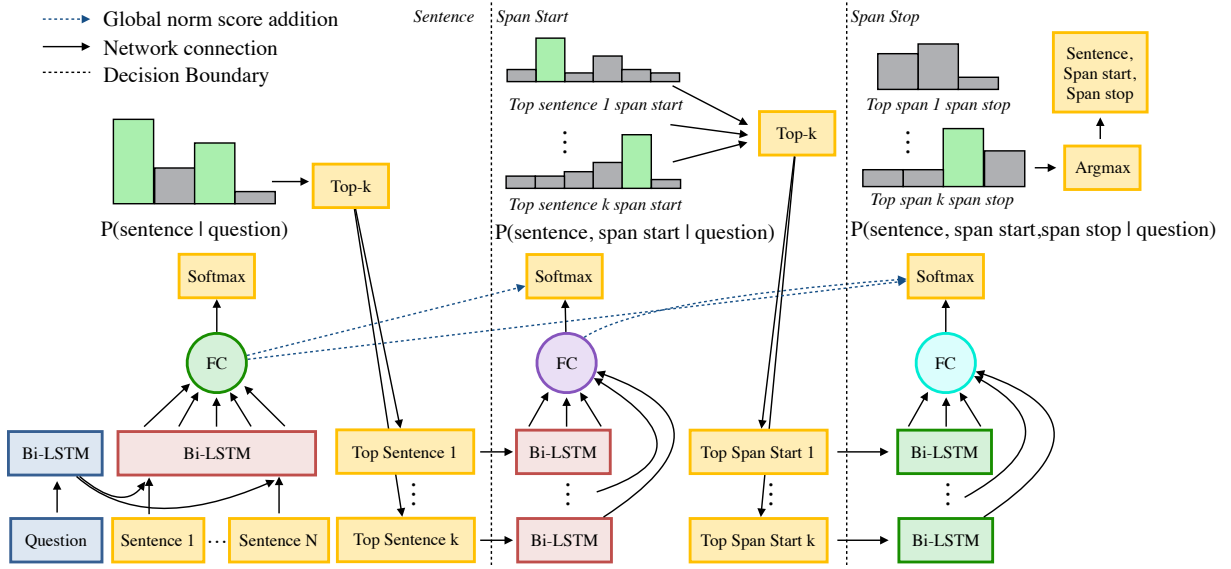 Global norm score addition
Network connection
Decision Boundary
Sentence
Span Start
Span Stop
Top sentence 1 span start
⋮
Top sentence k span start
Top-k
Top-k
Top span 1 span stop
⋮
Top span k span stop
Sentence,
Span start,
Span stop
Argmax
P(sentence | question)
P(sentence, span start | question)
P(sentence, span start,span stop | question)
Softmax
Softmax
Softmax
FC
FC
FC
Bi-LSTM
Bi-LSTM
Top Sentence 1
Bi-LSTM
Top Span Start 1
Bi-LSTM
⋮
⋮
⋮
⋮
Question
Sentence 1
...
Sentence N
Top Sentence k
Bi-LSTM
Top Span Start k
Bi-LSTM